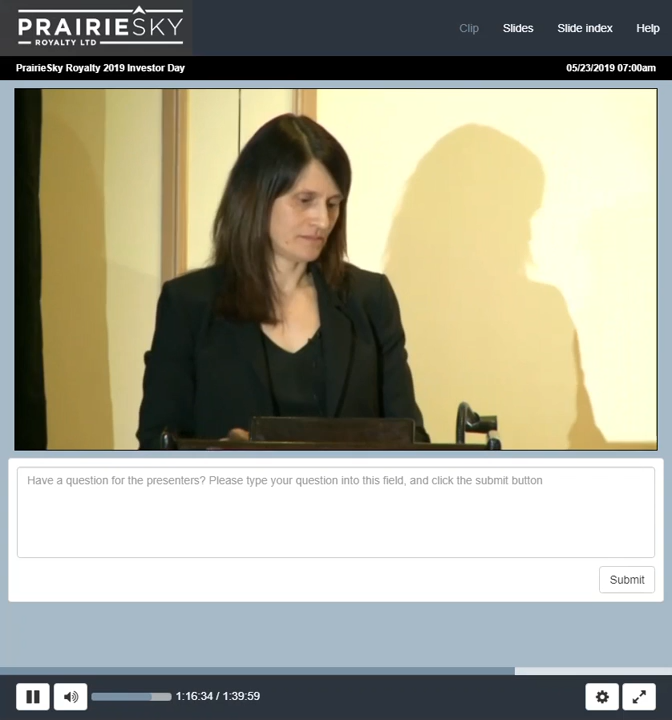 PRAIRIESKY
ROYALTY LTD
Clip
Slides
Slide index
Help
PrairieSky Royalty 2019 Investor Day
05/23/2019 07:00am
Have a question for the presenters? Please type your question into this field, and click the submit button
Submit
1:16:34 / 1:39:59